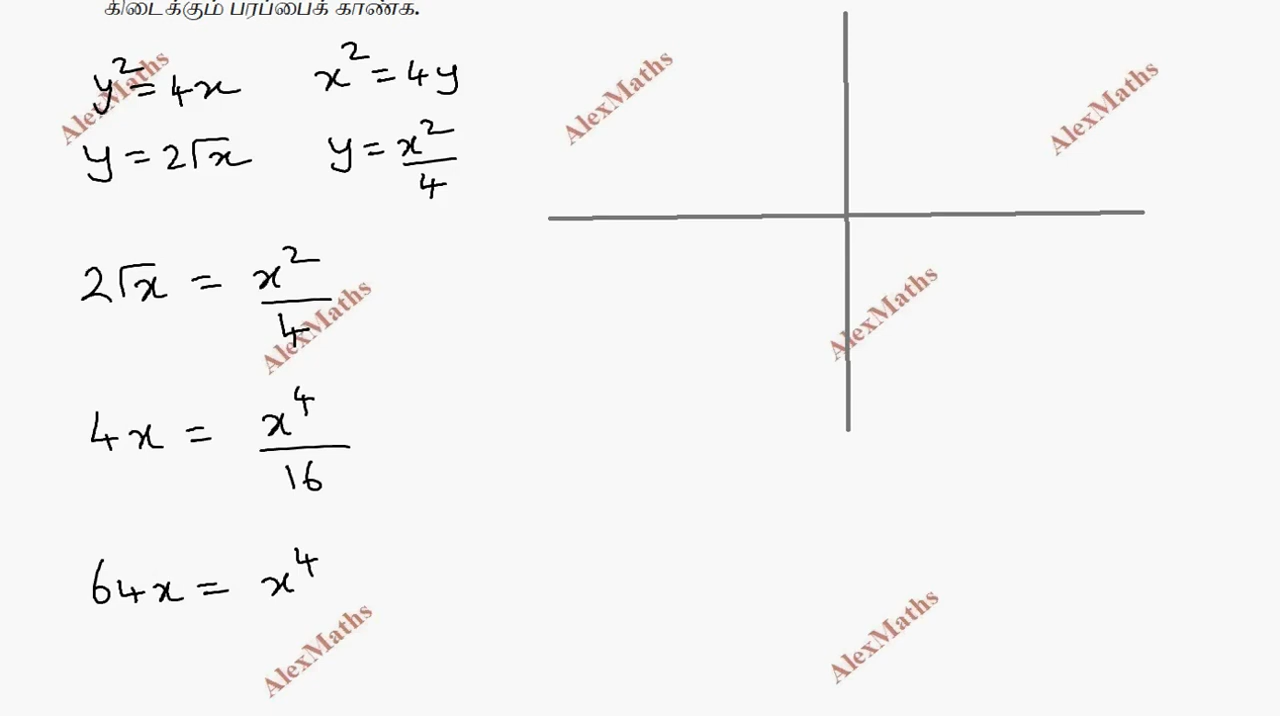 கிடைக்கும் பரப்பைக் காண்க.
y² = 4x    x² = 4y
y = 2√x    y = x²/4
2√x = x²/4
4x = x⁴/16
64x = x⁴
AlexMaths
AlexMaths
AlexMaths
AlexMaths
AlexMaths
AlexMaths
AlexMaths